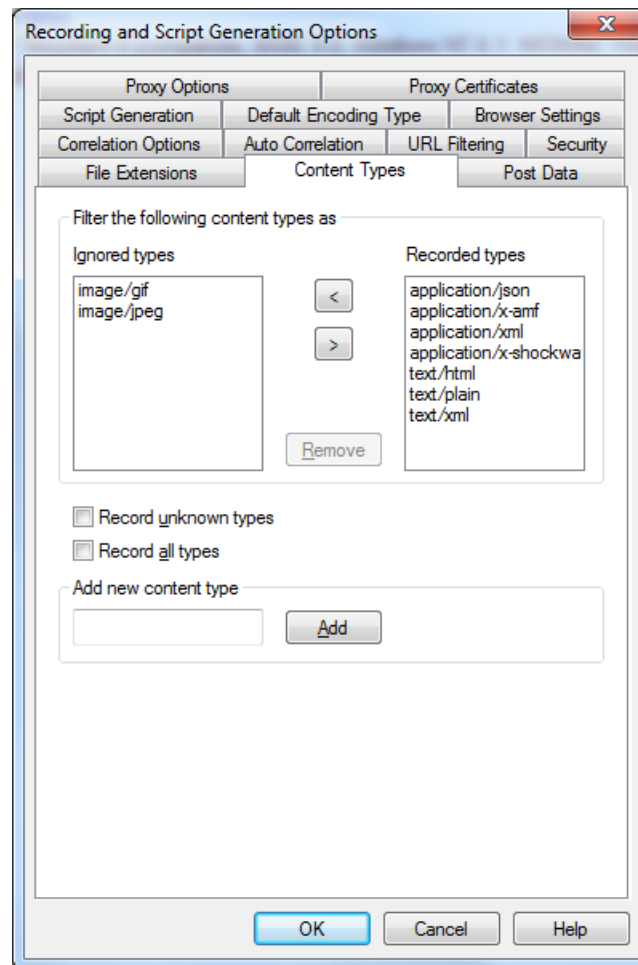 Recording and Script Generation Options
X
Proxy Options Proxy Certificates
Script Generation Default Encoding Type Browser Settings
Correlation Options Auto Correlation URL Filtering Security
File Extensions Content Types Post Data
Filter the following content types as
Ignored types Recorded types
image/gif < application/json
image/jpeg application/x-amf
> application/xml
application/x-shockwa
text/html
text/plain
text/xml
Remove
Record unknown types
Record all types
Add new content type
Add
OK Cancel Help